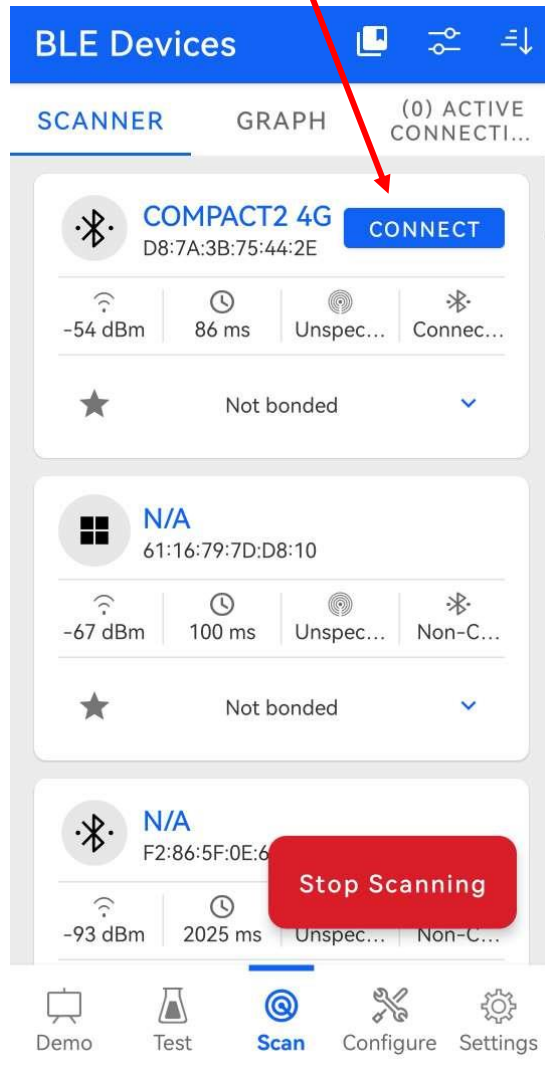 BLE Devices
SCANNER GRAPH (0) ACTIVE CONNECTI...
COMPACT2 4G CONNECT
D8:7A:3B:75:44:2E
-54 dBm 86 ms Unspec... Connec...
Not bonded
N/A
61:16:79:7D:D8:10
-67 dBm 100 ms Unspec... Non-C...
Not bonded
N/A
F2:86:5F:0E:6
Stop Scanning
-93 dBm 2025 ms Unspec... Non-C...
Demo Test Scan Configure Settings